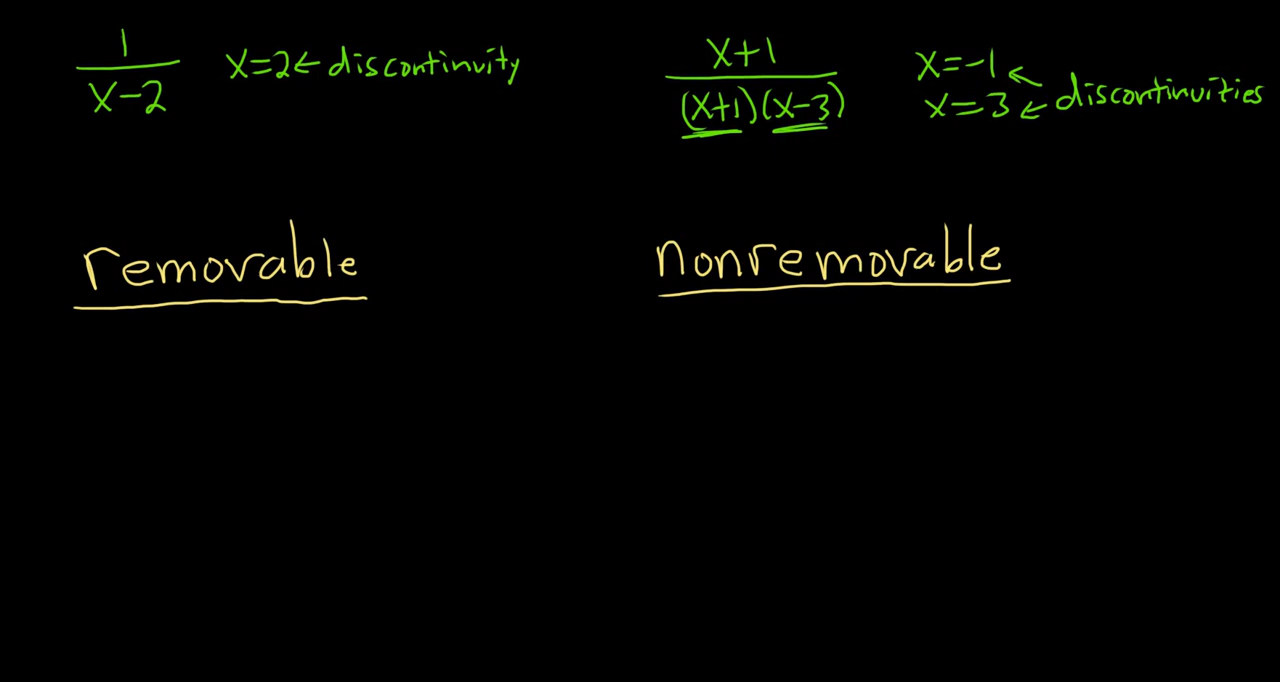 1/(x-2) x=2← discontinuity
(x+1)/((x+1)(x-3)) x=-1 ← x=3 ← discontinuities
removable
nonremovable